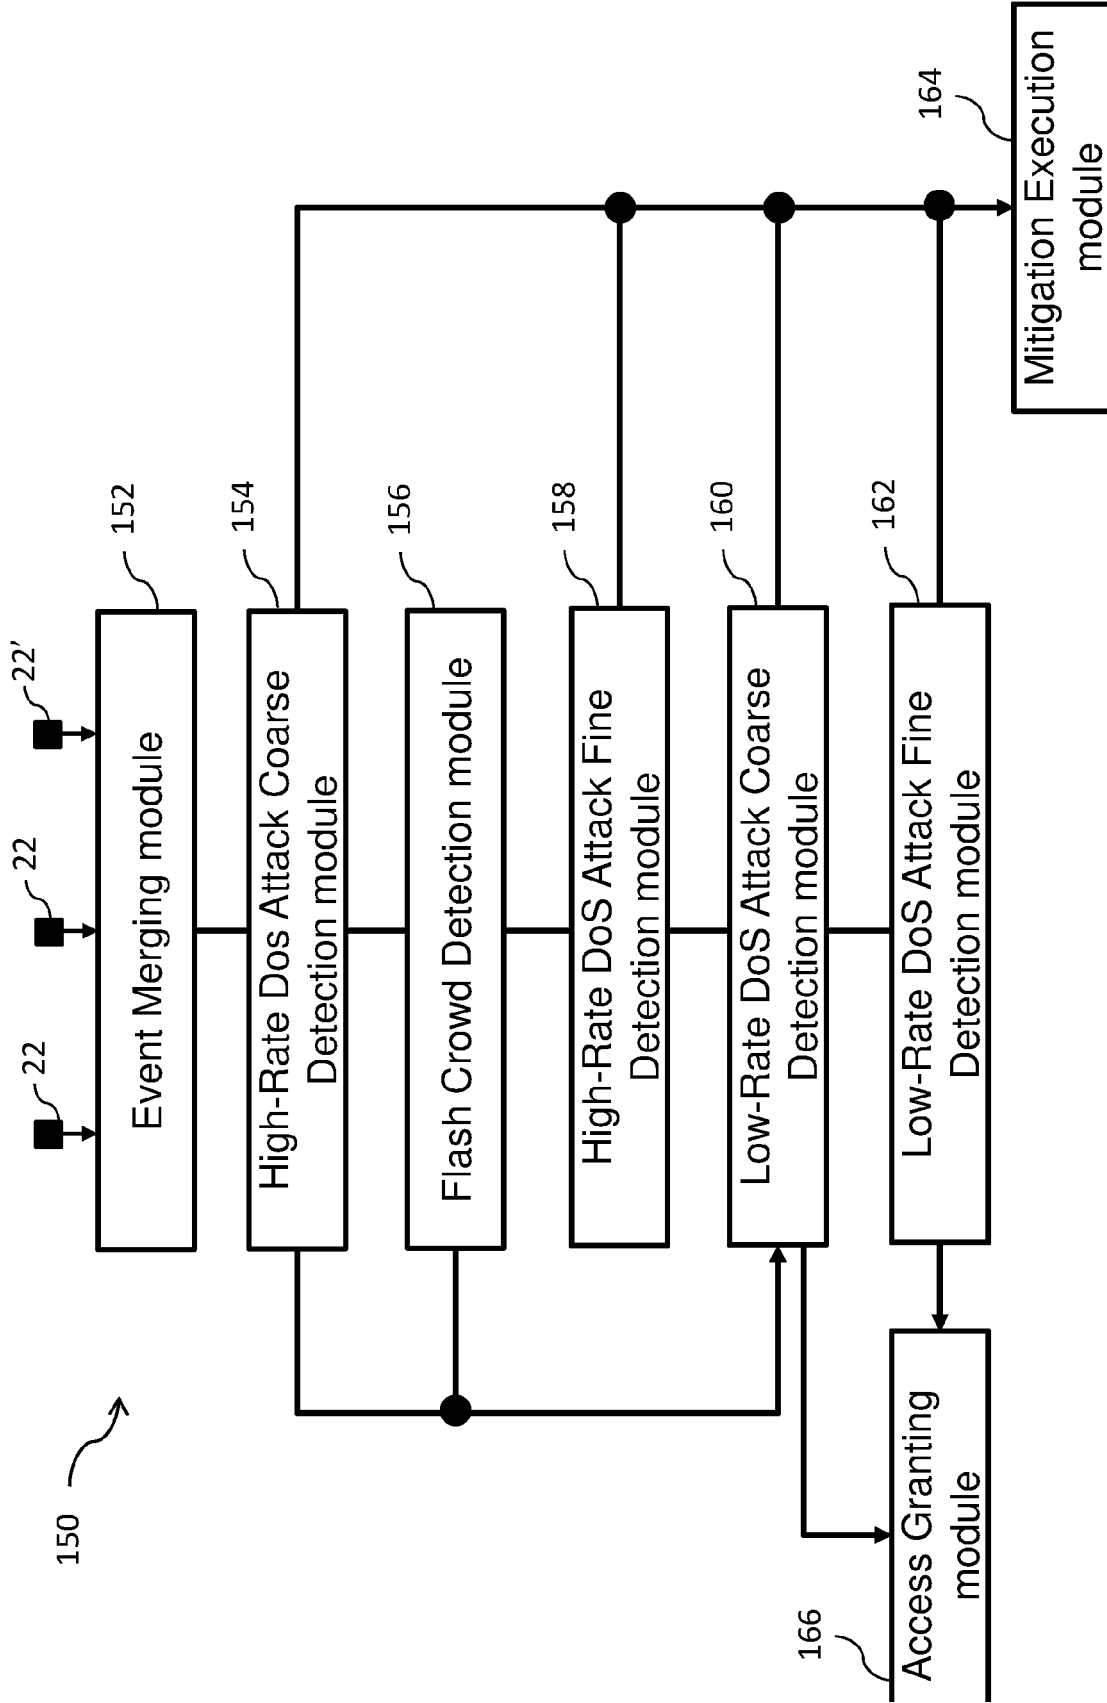 150
22
22
22'
Event Merging module
152
High-Rate Dos Attack Coarse
Detection module
154
Flash Crowd Detection module
156
High-Rate DoS Attack Fine
Detection module
158
Low-Rate DoS Attack Coarse
Detection module
160
Low-Rate DoS Attack Fine
Detection module
162
Access Granting
module
166
Mitigation Execution
module
164